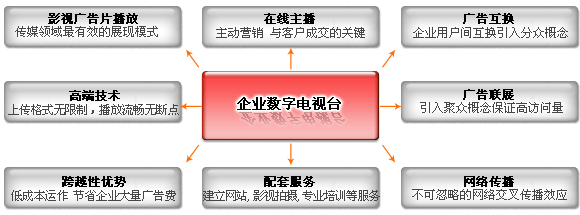 影视广告片播放
传媒领域最有效的展现模式
在线主播
主动营销 与客户成交的关键
广告互换
企业用户间互换引入分众概念
高端技术
上传格式无限制，播放流畅无断点
企业数字电视台
广告联展
引入聚众概念保证高访问量
跨越性优势
低成本运作 节省企业大量广告费
配套服务
建立网站，影视拍摄，专业培训等服务
网络传播
不可忽略的网络交叉传播效应